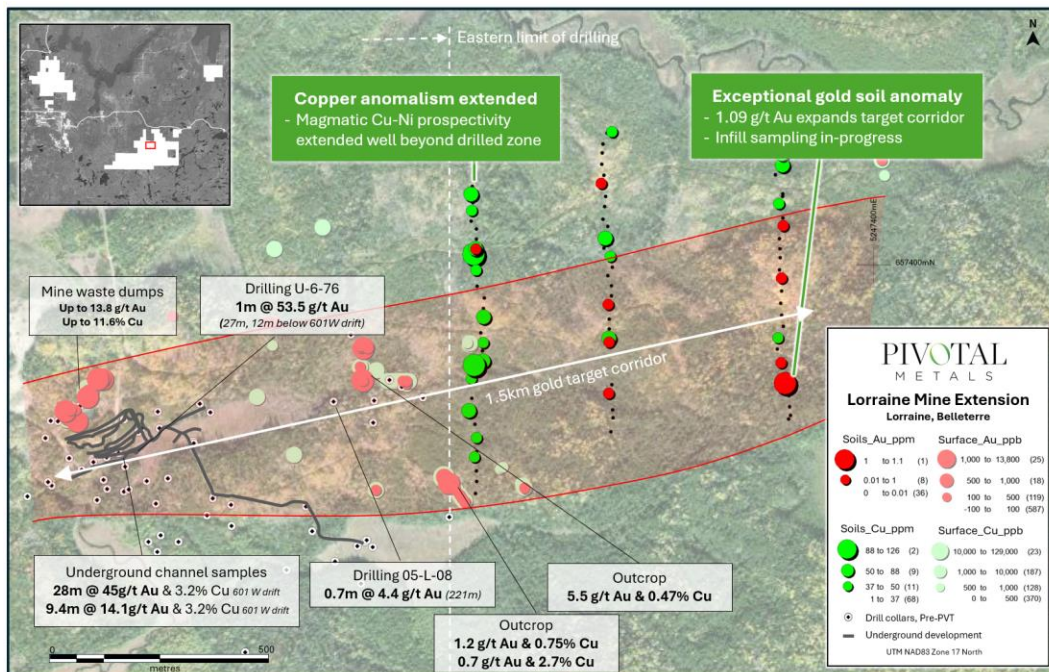 Eastern limit of drilling
N
Copper anomalism extended
- Magmatic Cu-Ni prospectivity
extended well beyond drilled zone
Exceptional gold soil anomaly
- 1.09 g/t Au expands target corridor
- Infill sampling in-progress
5247400mE
657400mN
Mine waste dumps
Up to 13.8 g/t Au
Up to 11.6% Cu
Drilling U-6-76
1m @ 53.5 g/t Au
(27m, 12m below 601W drift)
1.5km gold target corridor
Underground channel samples
28m @ 45g/t Au & 3.2% Cu 601 W drift
9.4m @ 14.1g/t Au & 3.2% Cu 601 W drift
Drilling 05-L-08
0.7m @ 4.4 g/t Au (221m)
Outcrop
5.5 g/t Au & 0.47% Cu
Outcrop
1.2 g/t Au & 0.75% Cu
0.7 g/t Au & 2.7% Cu
0 500
metres
PIVOTAL
METALS
Lorraine Mine Extension
Lorraine, Belleterre
Soils_Au_ppm
1 to 1.1 (1)
0.01 to 1 (8)
0 to 0.01 (36)
Surface_Au_ppb
1,000 to 13,800 (25)
500 to 1,000 (18)
100 to 500 (119)
-100 to 100 (587)
Soils_Cu_ppm
88 to 126 (2)
50 to 88 (9)
37 to 50 (11)
1 to 37 (68)
Surface_Cu_ppb
10,000 to 129,000 (23)
1,000 to 10,000 (187)
500 to 1,000 (128)
0 to 500 (370)
Drill collars, Pre-PVT
Underground development
UTM NAD83 Zone 17 North